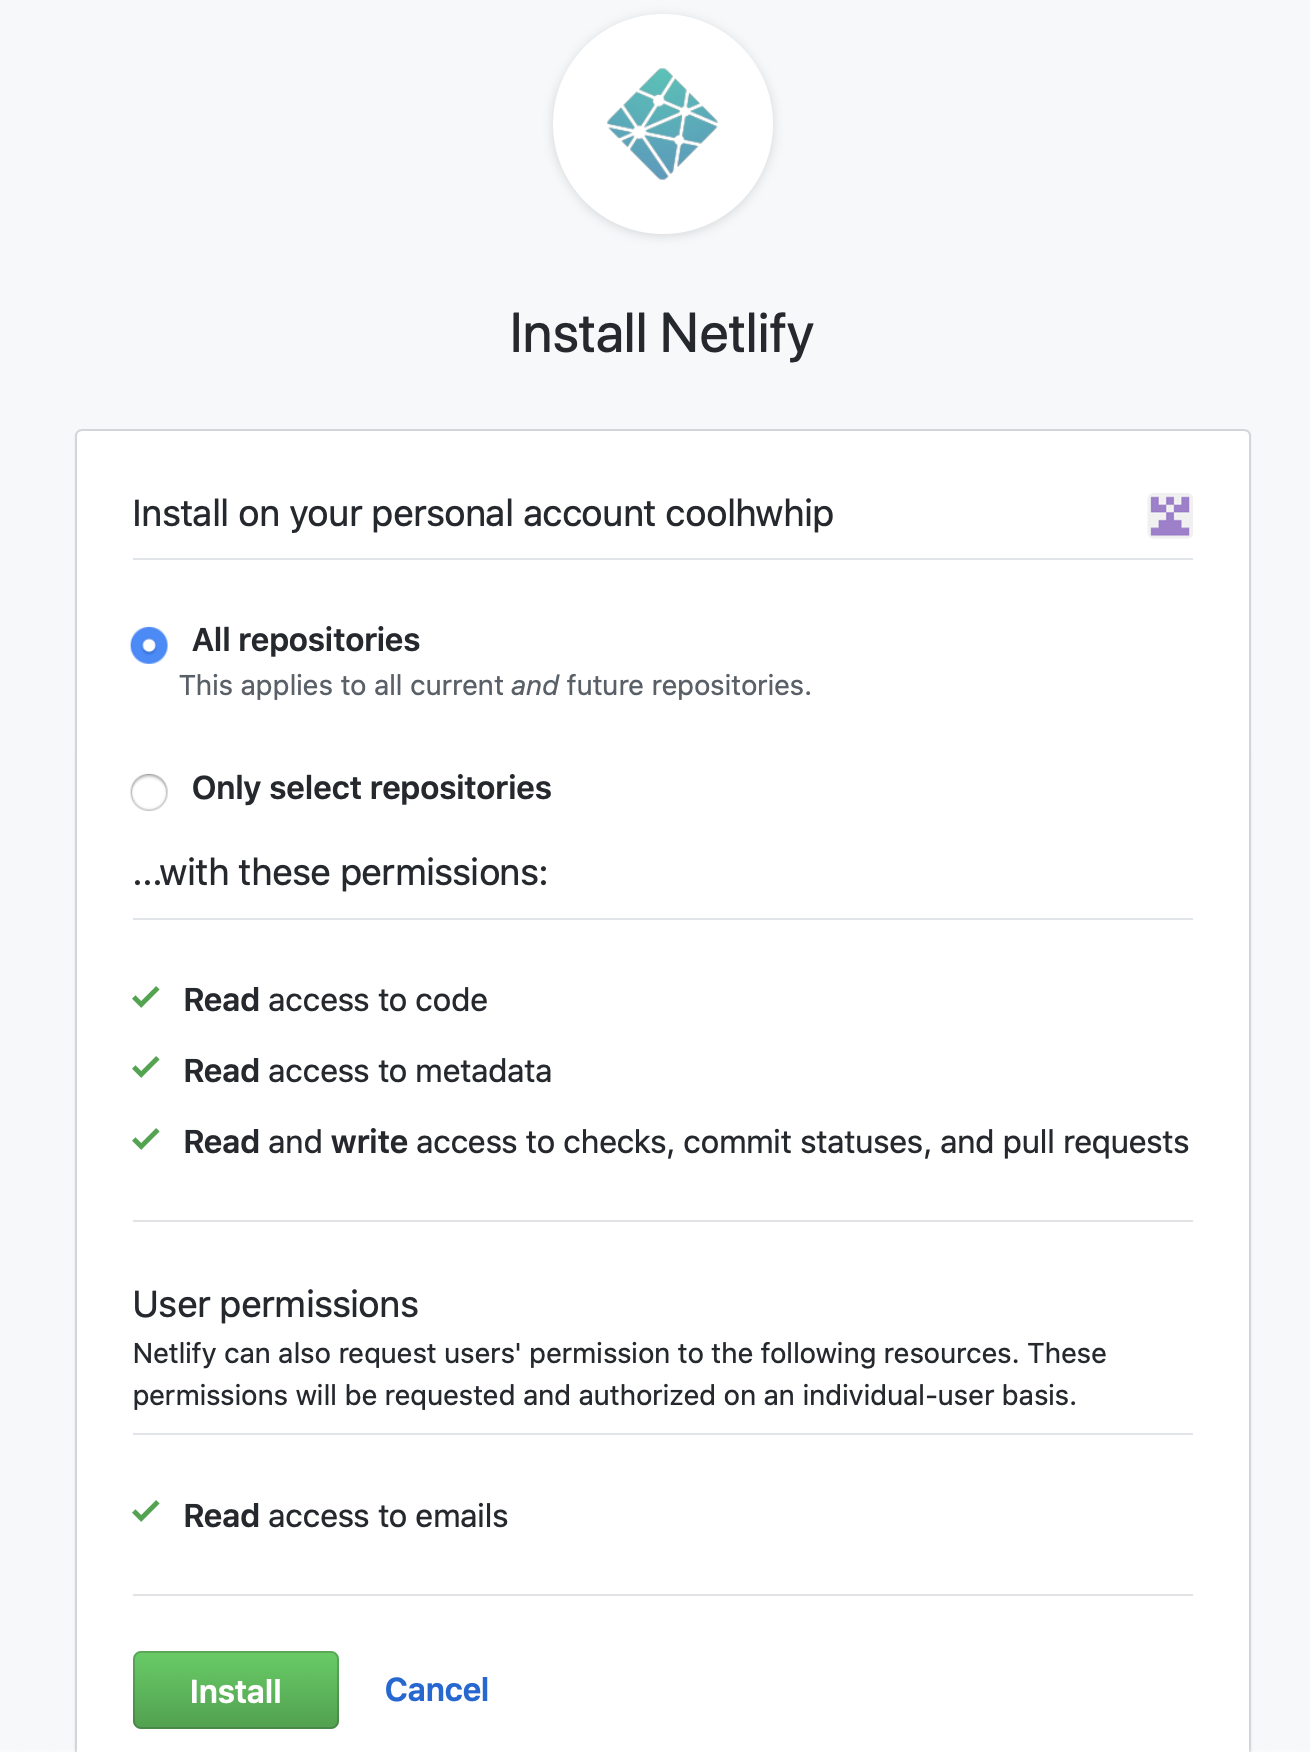 Install Netlify
Install on your personal account coolhwhip
All repositories
This applies to all current and future repositories.
Only select repositories
...with these permissions:
Read access to code
Read access to metadata
Read and write access to checks, commit statuses, and pull requests
User permissions
Netlify can also request users' permission to the following resources. These
permissions will be requested and authorized on an individual-user basis.
Read access to emails
Install
Cancel